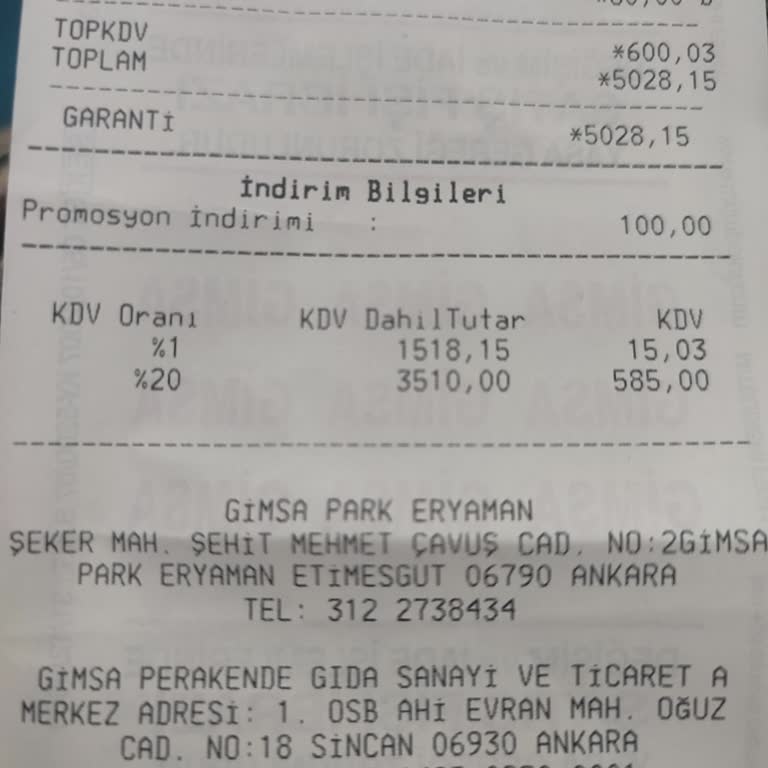 TOPKDV *600,03
TOPLAM *5028,15
GARANTİ *5028,15
İndirim Bilgileri
Promosyon İndirimi : 100,00
KDV Oranı KDV DahilTutar KDV
%1 1518,15 15,03
%20 3510,00 585,00
GİMSA PARK ERYAMAN
ŞEKER MAH. ŞEHİT MEHMET ÇAVUŞ CAD. NO:2GİMSA
PARK ERYAMAN ETİMESGUT 06790 ANKARA
TEL: 312 2738434
GİMSA PERAKENDE GIDA SANAYİ VE TİCARET A
MERKEZ ADRESİ: 1. OSB AHİ EVRAN MAH. OĞUZ
CAD. NO:18 SİNCAN 06930 ANKARA